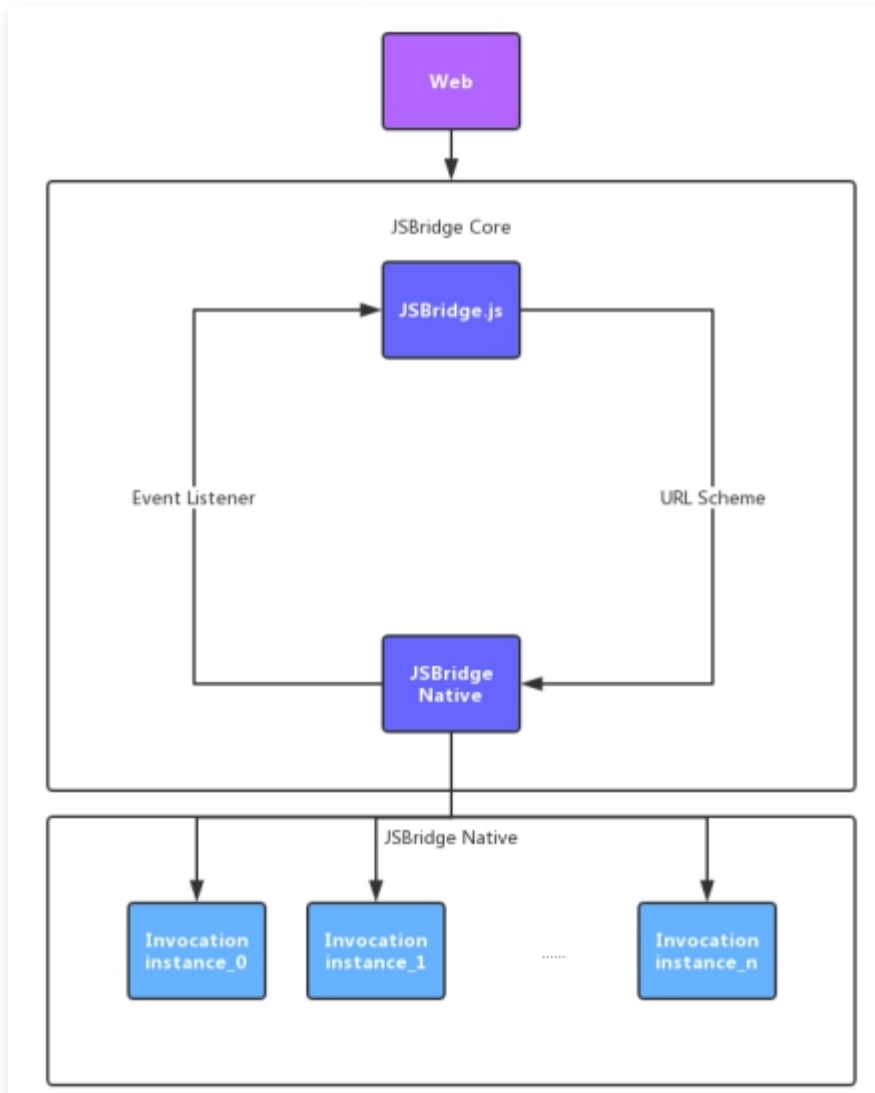 Web
JSBridge Core
JSBridge.js
Event Listener
URL Scheme
JSBridge
Native
JSBridge Native
Invocation
instance_0
Invocation
instance_1
......
Invocation
instance_n